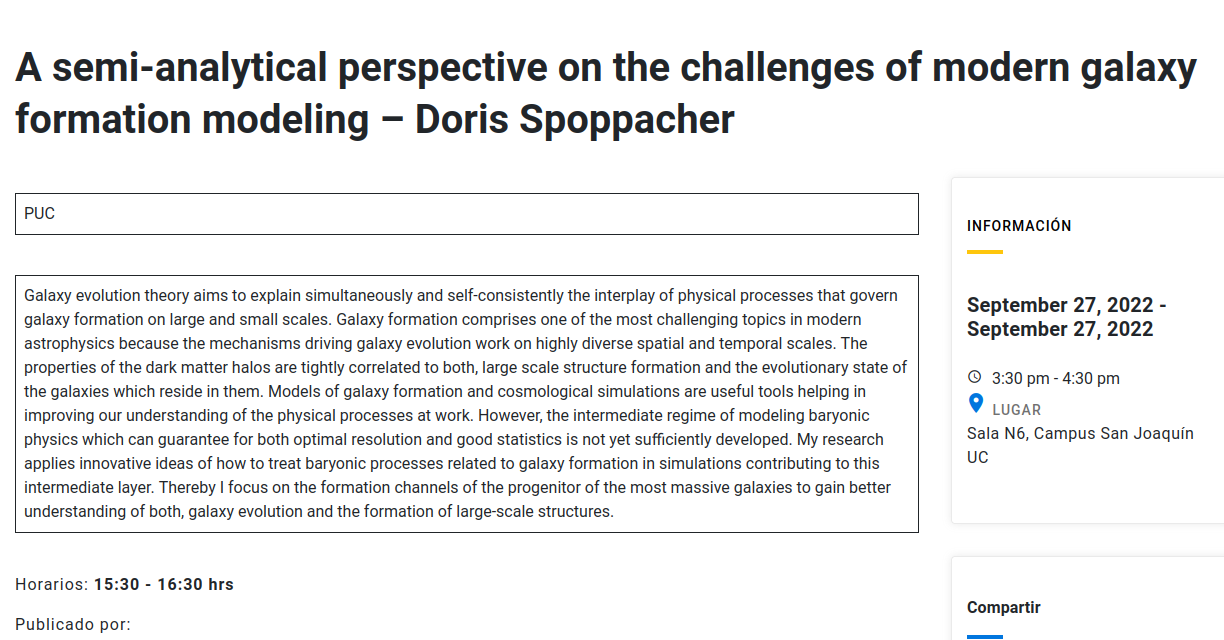 A semi-analytical perspective on the challenges of modern galaxy
formation modeling – Doris Spoppacher
PUC
Galaxy evolution theory aims to explain simultaneously and self-consistently the interplay of physical processes that govern
galaxy formation on large and small scales. Galaxy formation comprises one of the most challenging topics in modern
astrophysics because the mechanisms driving galaxy evolution work on highly diverse spatial and temporal scales. The
properties of the dark matter halos are tightly correlated to both, large scale structure formation and the evolutionary state of
the galaxies which reside in them. Models of galaxy formation and cosmological simulations are useful tools helping in
improving our understanding of the physical processes at work. However, the intermediate regime of modeling baryonic
physics which can guarantee for both optimal resolution and good statistics is not yet sufficiently developed. My research
applies innovative ideas of how to treat baryonic processes related to galaxy formation in simulations contributing to this
intermediate layer. Thereby I focus on the formation channels of the progenitor of the most massive galaxies to gain better
understanding of both, galaxy evolution and the formation of large-scale structures.
Horarios: 15:30 - 16:30 hrs
Publicado por:
INFORMACIÓN
September 27, 2022 -
September 27, 2022
3:30 pm - 4:30 pm
LUGAR
Sala N6, Campus San Joaquín
UC
Compartir